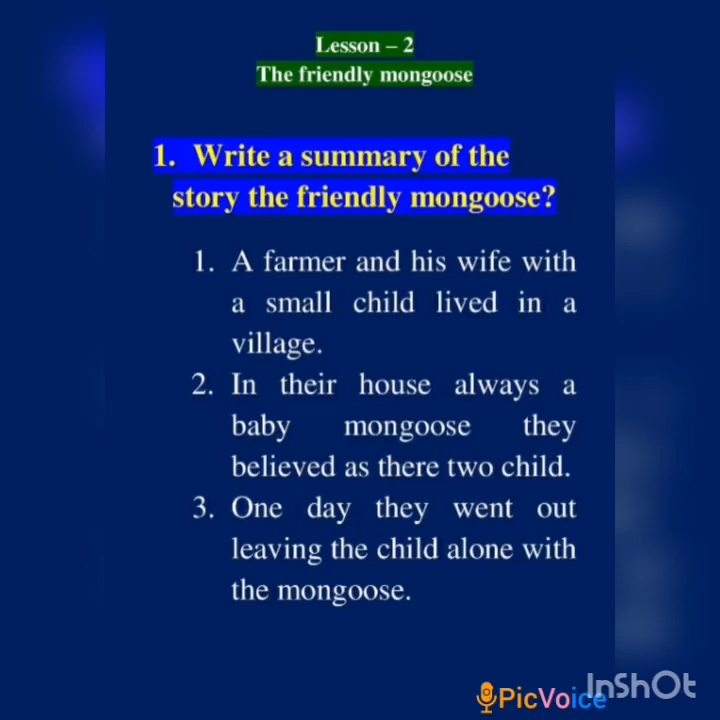 Lesson – 2
The friendly mongoose
1. Write a summary of the
story the friendly mongoose?
1. A farmer and his wife with
a small child lived in a
village.
2. In their house always a
baby mongoose they
believed as there two child.
3. One day they went out
leaving the child alone with
the mongoose.
PicVoice
InShOt